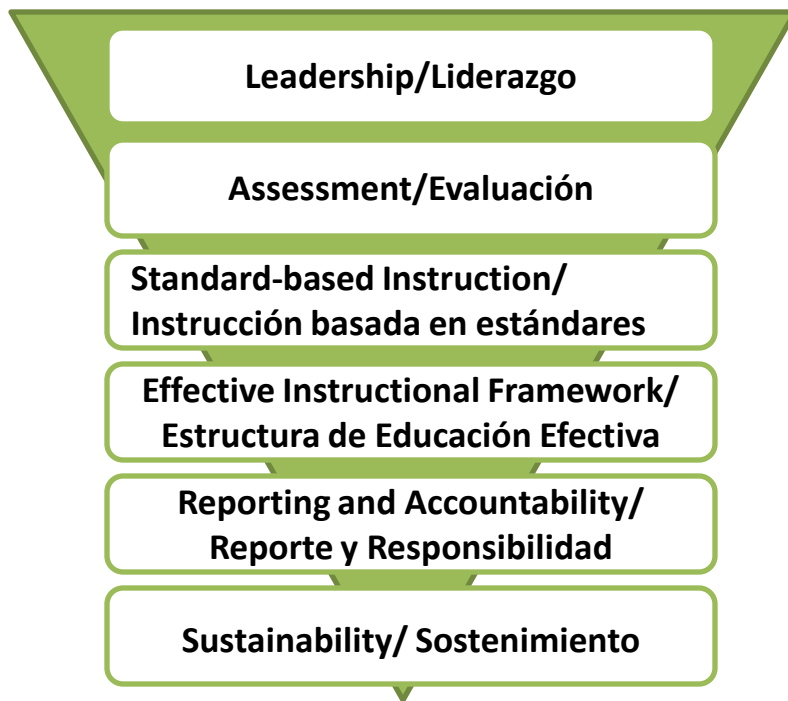 Leadership/Liderazgo
Assessment/Evaluación
Standard-based Instruction/
Instrucción basada en estándares
Effective Instructional Framework/
Estructura de Educación Efectiva
Reporting and Accountability/
Reporte y Responsibilidad
Sustainability/ Sostenimiento